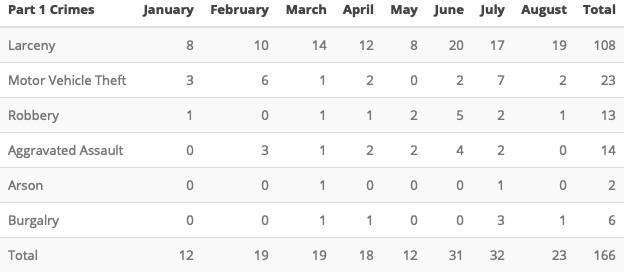 Part 1 Crimes January February March April May June July August Total
Larceny 8 10 14 12 8 20 17 19 108
Motor Vehicle Theft 3 6 1 2 0 2 7 2 23
Robbery 1 0 1 1 2 5 2 1 13
Aggravated Assault 0 3 1 2 2 4 2 0 14
Arson 0 0 1 0 0 0 1 0 2
Burgalry 0 0 1 1 0 0 3 1 6
Total 12 19 19 18 12 31 32 23 166